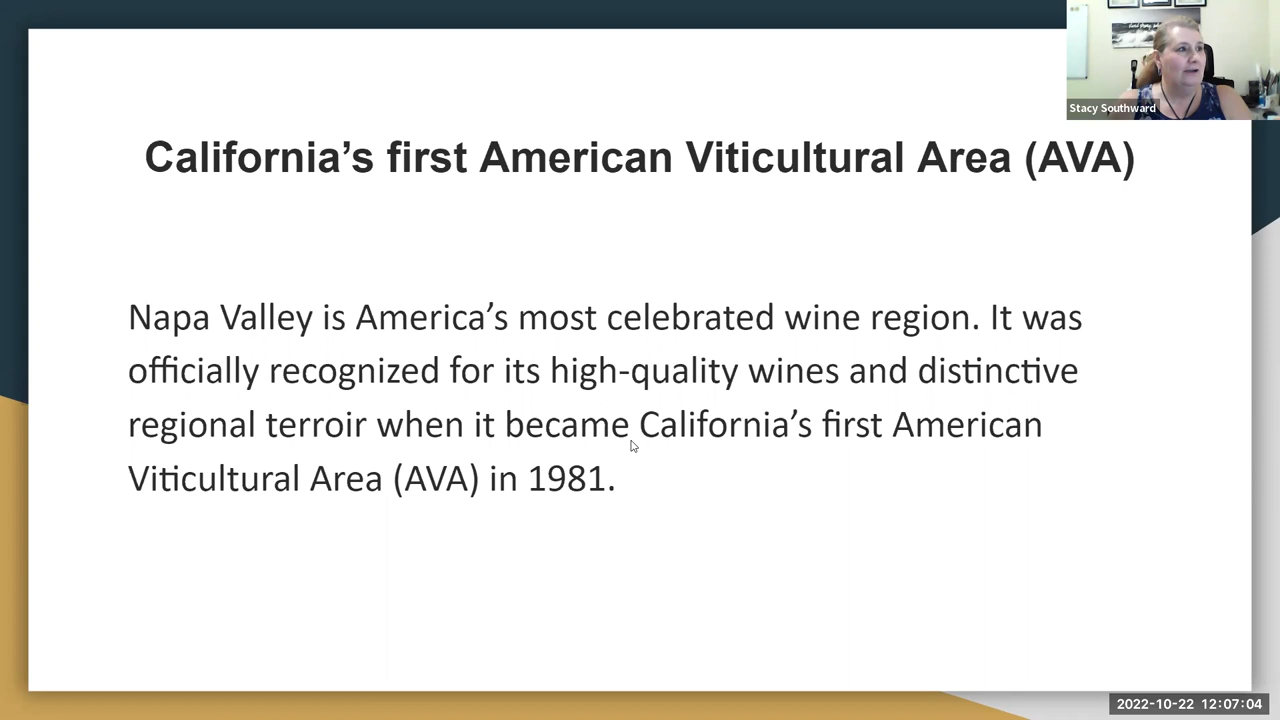 Stacy Southward
California’s first American Viticultural Area (AVA)
Napa Valley is America’s most celebrated wine region. It was
officially recognized for its high-quality wines and distinctive
regional terroir when it became California’s first American
Viticultural Area (AVA) in 1981.
2022-10-22 12:07:04